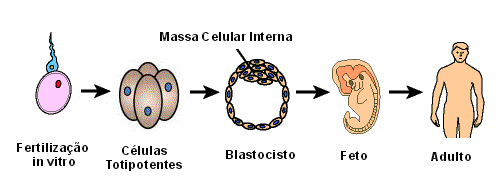 Massa Celular Interna
Fertilização
in vitro
Células
Totipotentes
Blastocisto
Feto
Adulto